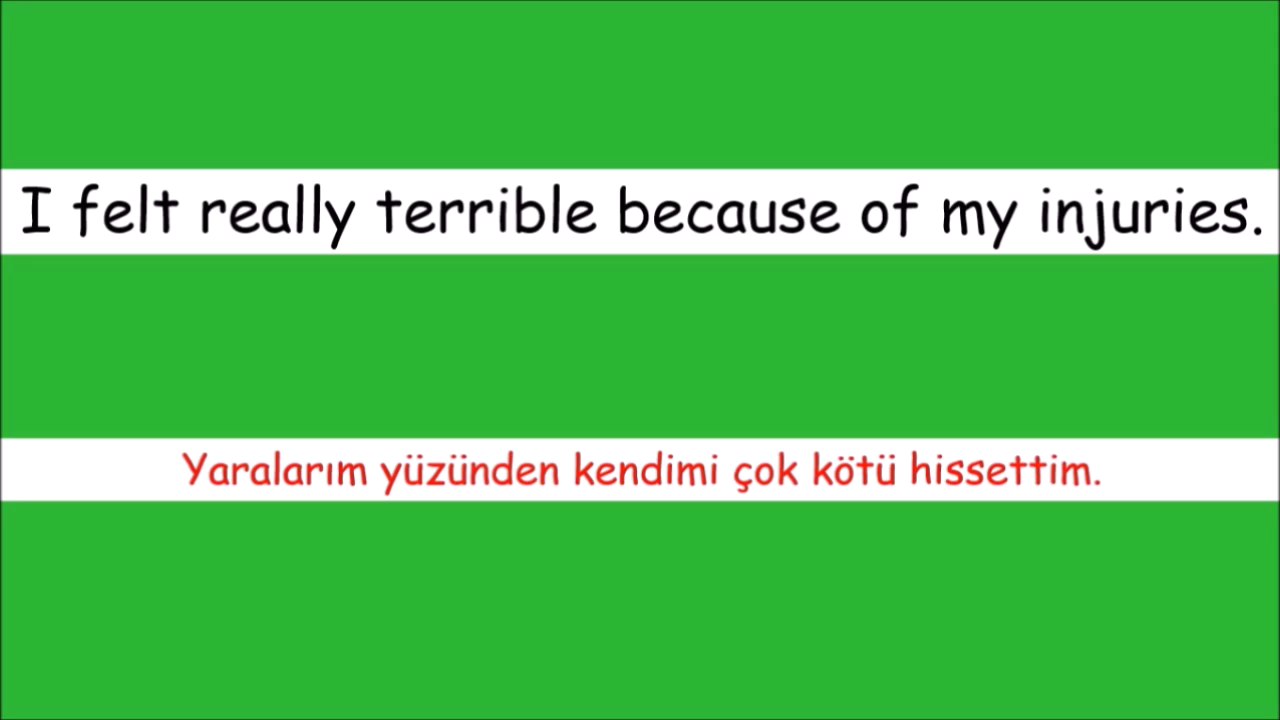 I felt really terrible because of my injuries.
Yaralarım yüzünden kendimi çok kötü hissettim.